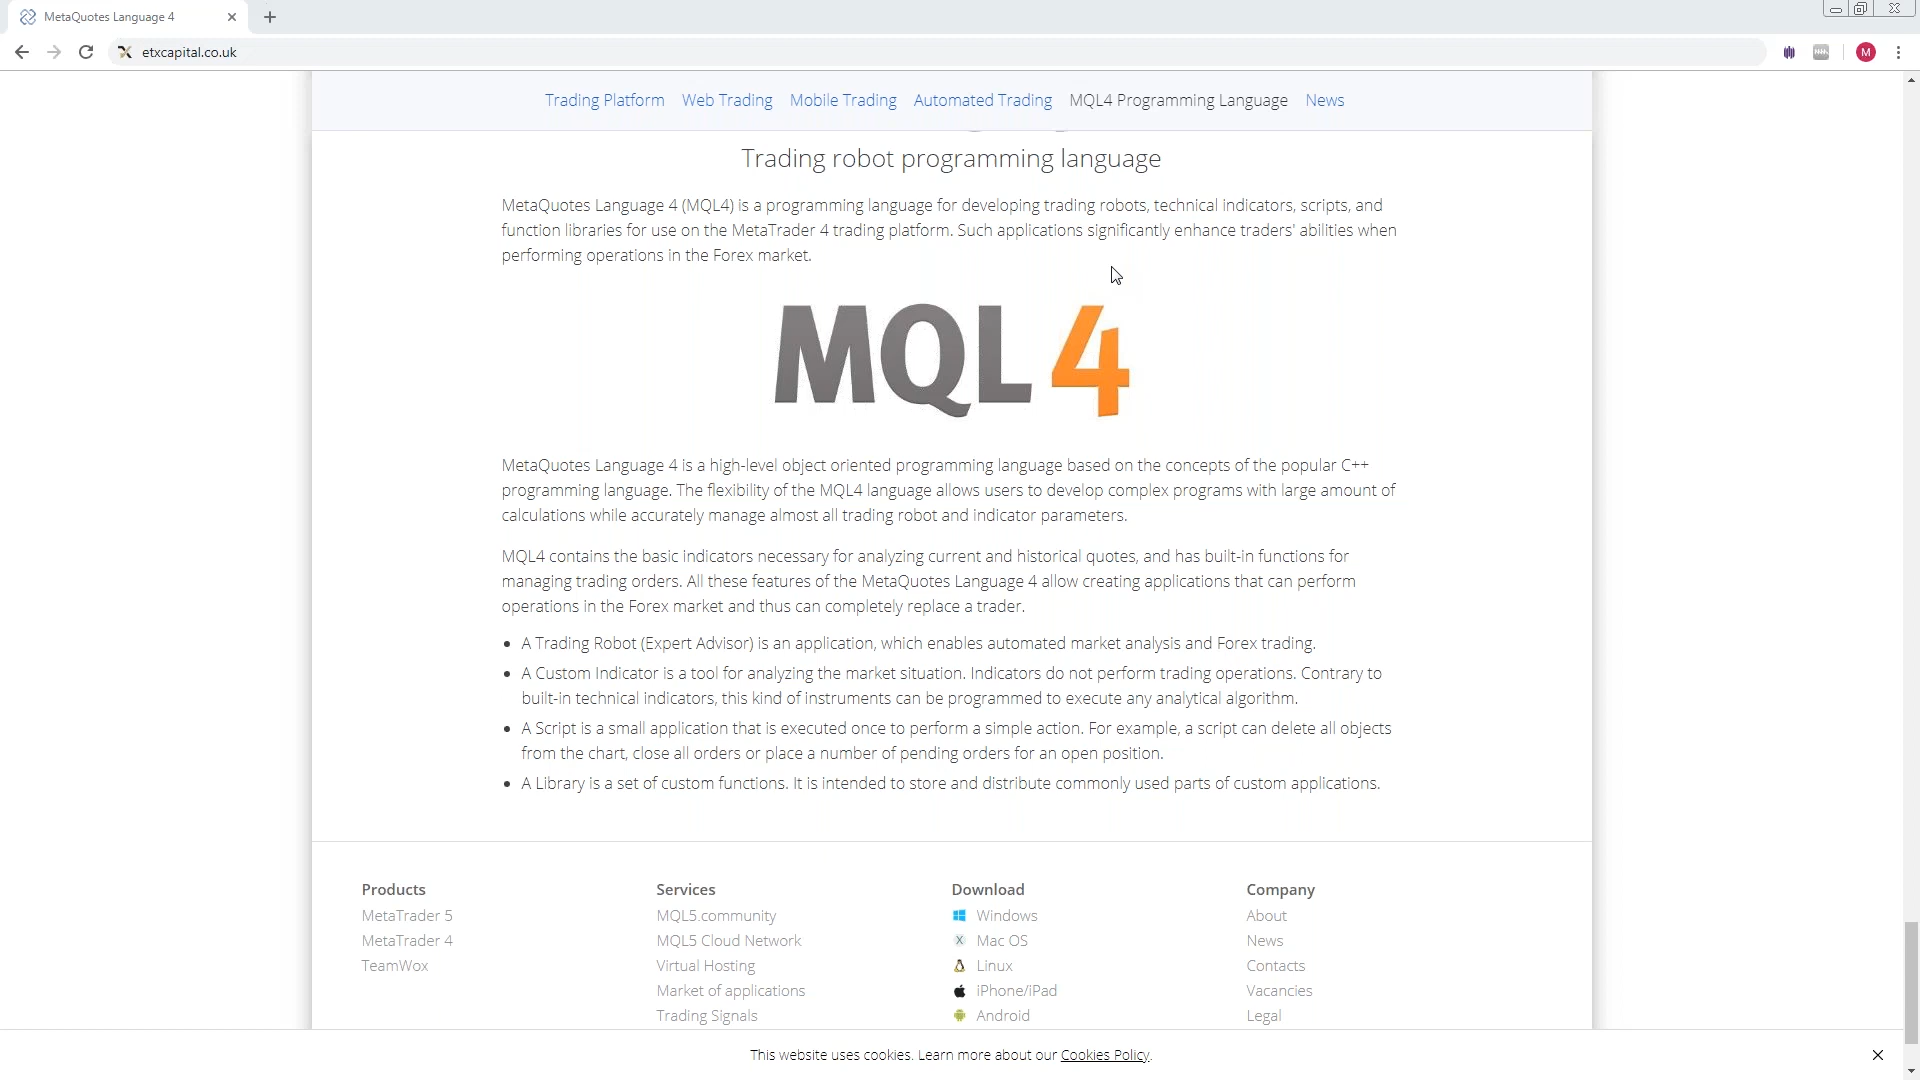 MetaQuotes Language 4
etxcapital.co.uk
M
Trading Platform Web Trading Mobile Trading Automated Trading MQL4 Programming Language News
Trading robot programming language
MetaQuotes Language 4 (MQL4) is a programming language for developing trading robots, technical indicators, scripts, and
function libraries for use on the MetaTrader 4 trading platform. Such applications significantly enhance traders' abilities when
performing operations in the Forex market.
MQL4
MetaQuotes Language 4 is a high-level object oriented programming language based on the concepts of the popular C++
programming language. The flexibility of the MQL4 language allows users to develop complex programs with large amount of
calculations while accurately manage almost all trading robot and indicator parameters.
MQL4 contains the basic indicators necessary for analyzing current and historical quotes, and has built-in functions for
managing trading orders. All these features of the MetaQuotes Language 4 allow creating applications that can perform
operations in the Forex market and thus can completely replace a trader.
• A Trading Robot (Expert Advisor) is an application, which enables automated market analysis and Forex trading.
• A Custom Indicator is a tool for analyzing the market situation. Indicators do not perform trading operations. Contrary to
built-in technical indicators, this kind of instruments can be programmed to execute any analytical algorithm.
• A Script is a small application that is executed once to perform a simple action. For example, a script can delete all objects
from the chart, close all orders or place a number of pending orders for an open position.
• A Library is a set of custom functions. It is intended to store and distribute commonly used parts of custom applications.
Products
MetaTrader 5
MetaTrader 4
TeamWox
Services
MQL5.community
MQL5 Cloud Network
Virtual Hosting
Market of applications
Trading Signals
Download
Windows
Mac OS
Linux
iPhone/iPad
Android
Company
About
News
Contacts
Vacancies
Legal
This website uses cookies. Learn more about our Cookies Policy.